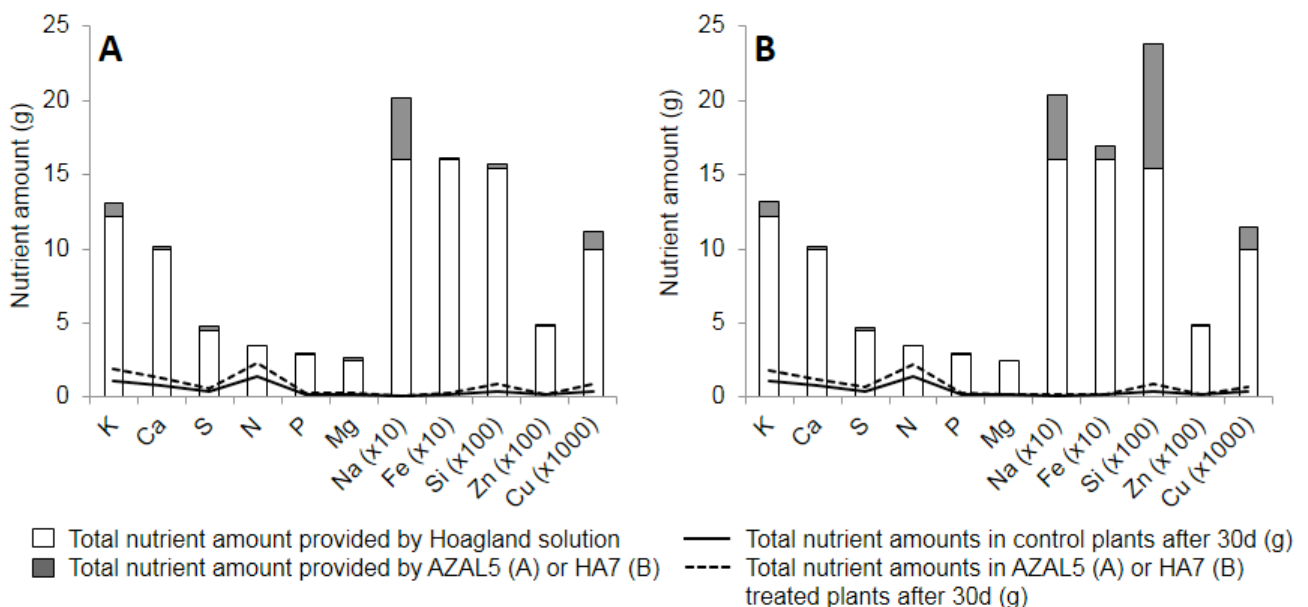 A
Nutrient amount (g)
25
20
15
10
5
0
K
Ca
S
N
P
Mg
Na (x10)
Fe (x10)
Si (x100)
Zn (x100)
Cu (x1000)
B
Nutrient amount (g)
25
20
15
10
5
0
K
Ca
S
N
P
Mg
Na (x10)
Fe (x10)
Si (x100)
Zn (x100)
Cu (x1000)
Total nutrient amount provided by Hoagland solution
Total nutrient amount provided by AZAL5 (A) or HA7 (B)
Total nutrient amounts in control plants after 30d (g)
Total nutrient amounts in AZAL5 (A) or HA7 (B)
treated plants after 30d (g)